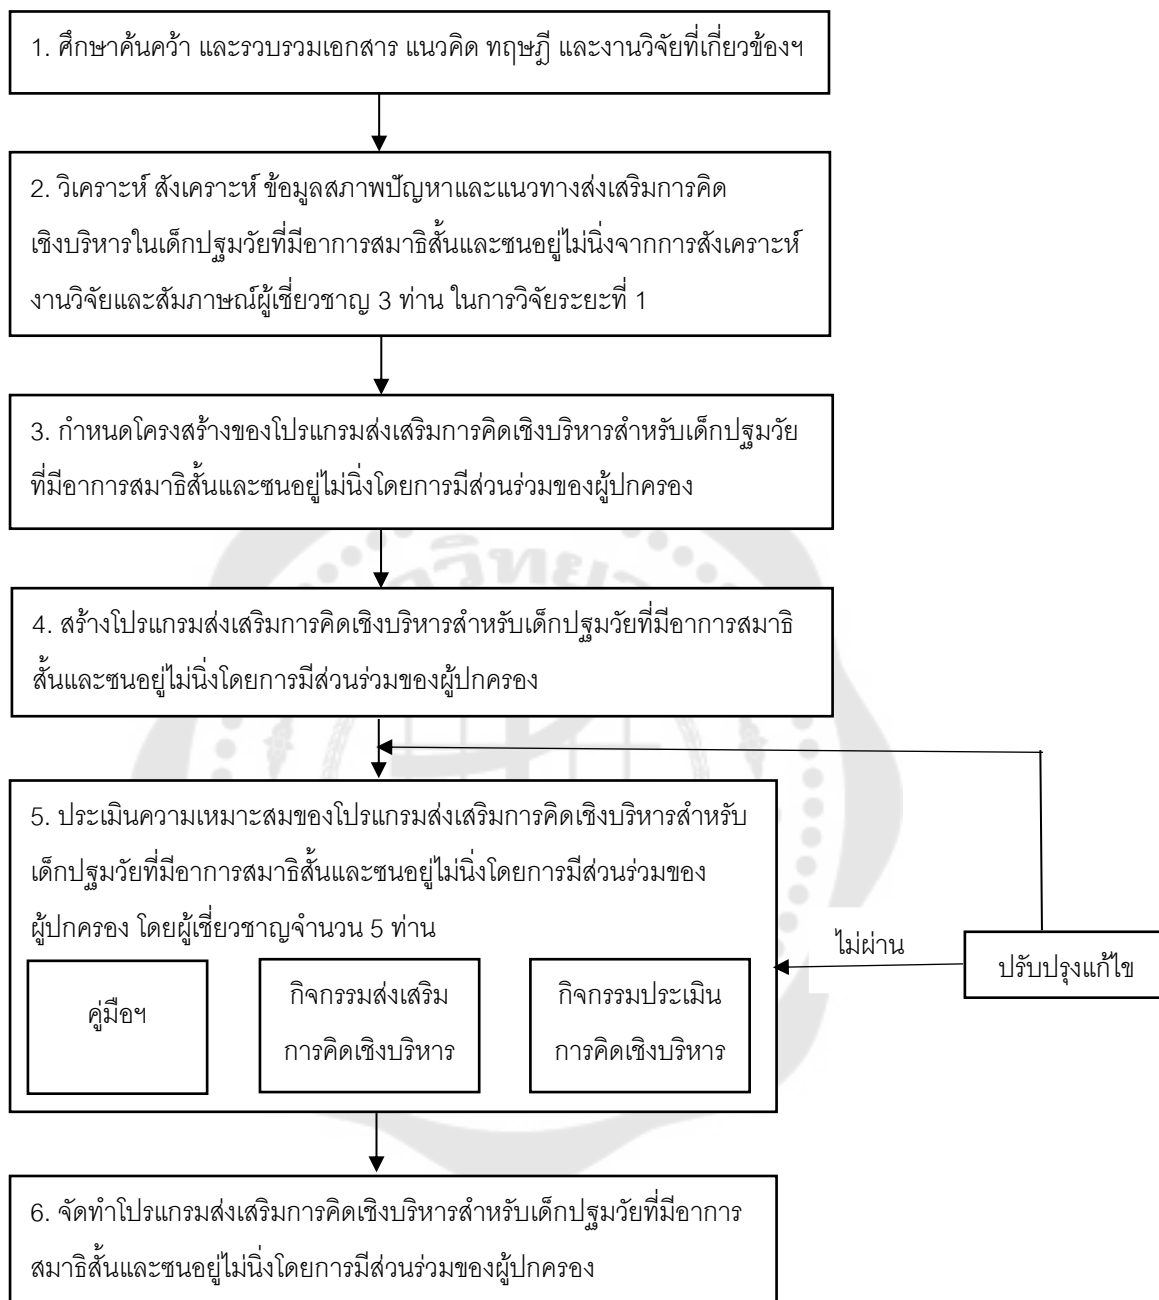 1. ศึกษาค้นคว้า และรวบรวมเอกสาร แนวคิด ทฤษฎี และงานวิจัยที่เกี่ยวข้องฯ
2. วิเคราะห์ สังเคราะห์ ข้อมูลสภาพปัญหาและแนวทางส่งเสริมการคิด
เชิงบริหารในเด็กปฐมวัยที่มีอาการสมาธิสั้นและซนอยู่ไม่นิ่งจากการสังเคราะห์
งานวิจัยและสัมภาษณ์ผู้เชี่ยวชาญ 3 ท่าน ในการวิจัยระยะที่ 1
3. กำหนดโครงสร้างของโปรแกรมส่งเสริมการคิดเชิงบริหารสำหรับเด็กปฐมวัย
ที่มีอาการสมาธิสั้นและซนอยู่ไม่นิ่งโดยการมีส่วนร่วมของผู้ปกครอง
4. สร้างโปรแกรมส่งเสริมการคิดเชิงบริหารสำหรับเด็กปฐมวัยที่มีอาการสมาธิ
สั้นและซนอยู่ไม่นิ่งโดยการมีส่วนร่วมของผู้ปกครอง
5. ประเมินความเหมาะสมของโปรแกรมส่งเสริมการคิดเชิงบริหารสำหรับ
เด็กปฐมวัยที่มีอาการสมาธิสั้นและซนอยู่ไม่นิ่งโดยการมีส่วนร่วมของ
ผู้ปกครอง โดยผู้เชี่ยวชาญจำนวน 5 ท่าน
คู่มือฯ
กิจกรรมส่งเสริม
การคิดเชิงบริหาร
กิจกรรมประเมิน
การคิดเชิงบริหาร
ไม่ผ่าน
ปรับปรุงแก้ไข
6. จัดทำโปรแกรมส่งเสริมการคิดเชิงบริหารสำหรับเด็กปฐมวัยที่มีอาการ
สมาธิสั้นและซนอยู่ไม่นิ่งโดยการมีส่วนร่วมของผู้ปกครอง